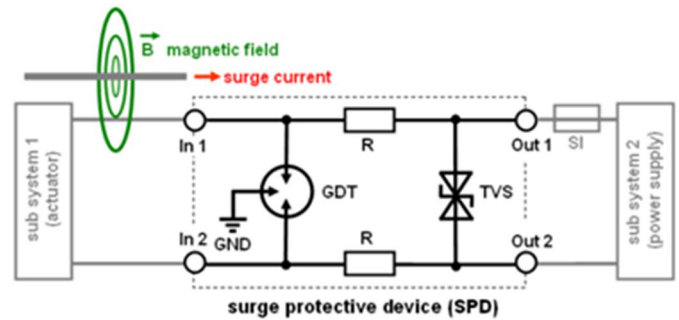 B magnetic field
surge current
sub system 1
(actuator)
In 1
R
Out 1
SI
GDT
TVS
GND
In 2
R
Out 2
sub system 2
(power supply)
surge protective device (SPD)